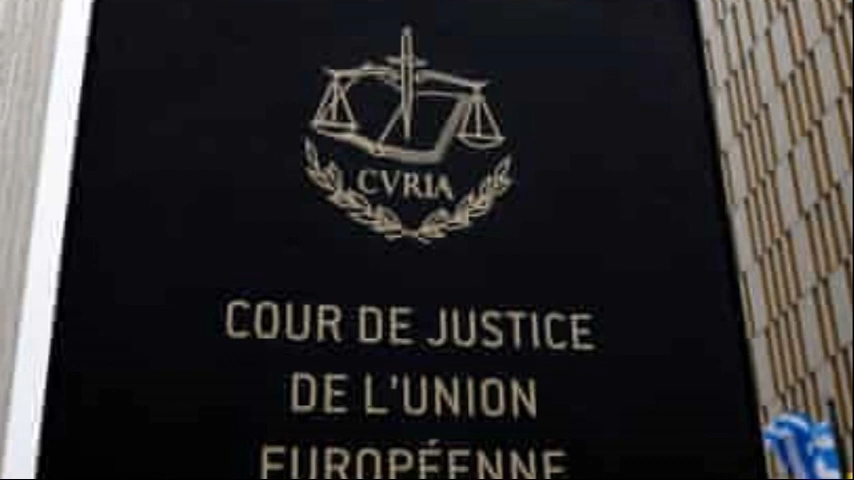 CVRIA
COUR DE JUSTICE
DE L'UNION
EUROPÉENNE